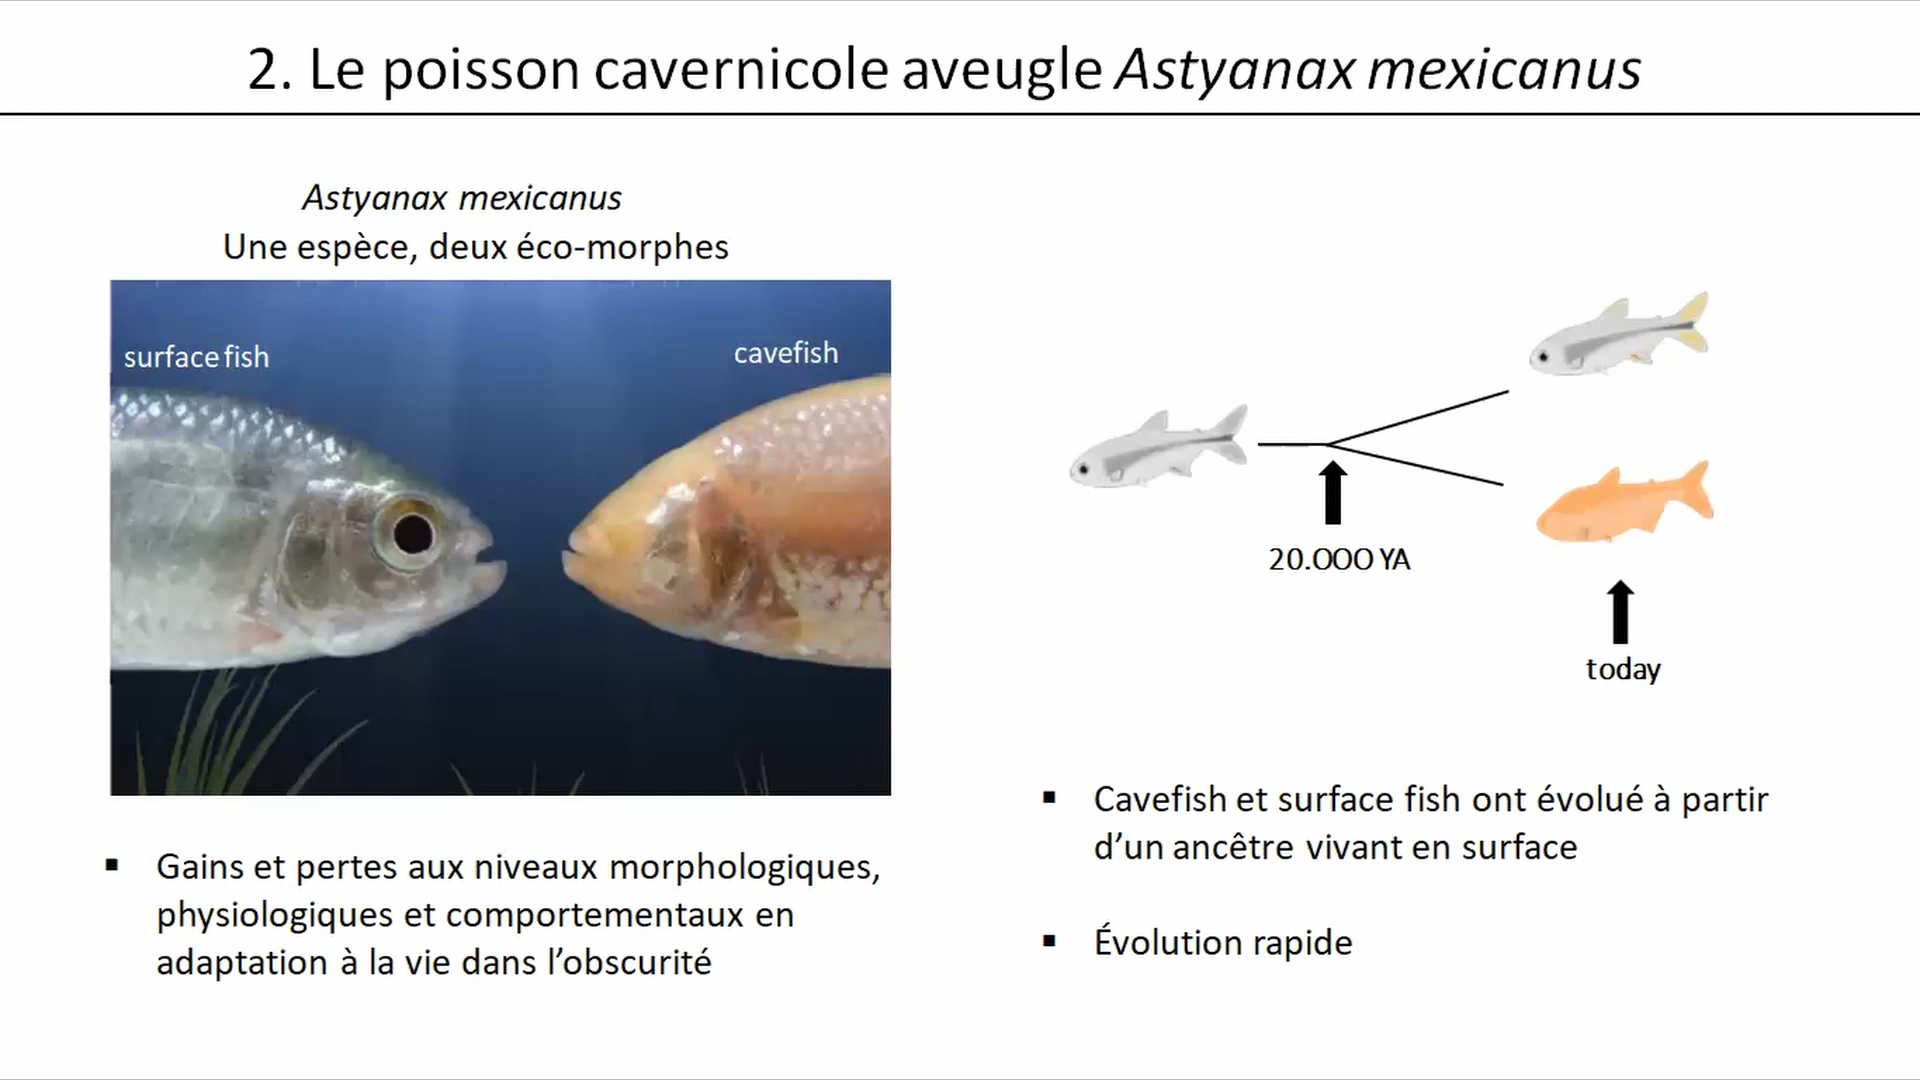 2. Le poisson cavernicole aveugle Astyanax mexicanus
Astyanax mexicanus
Une espèce, deux éco-morphes
surface fish
cavefish
20.000 YA
today
▪ Gains et pertes aux niveaux morphologiques,
physiologiques et comportementaux en
adaptation à la vie dans l’obscurité
▪ Cavefish et surface fish ont évolué à partir
d’un ancêtre vivant en surface
▪ Évolution rapide